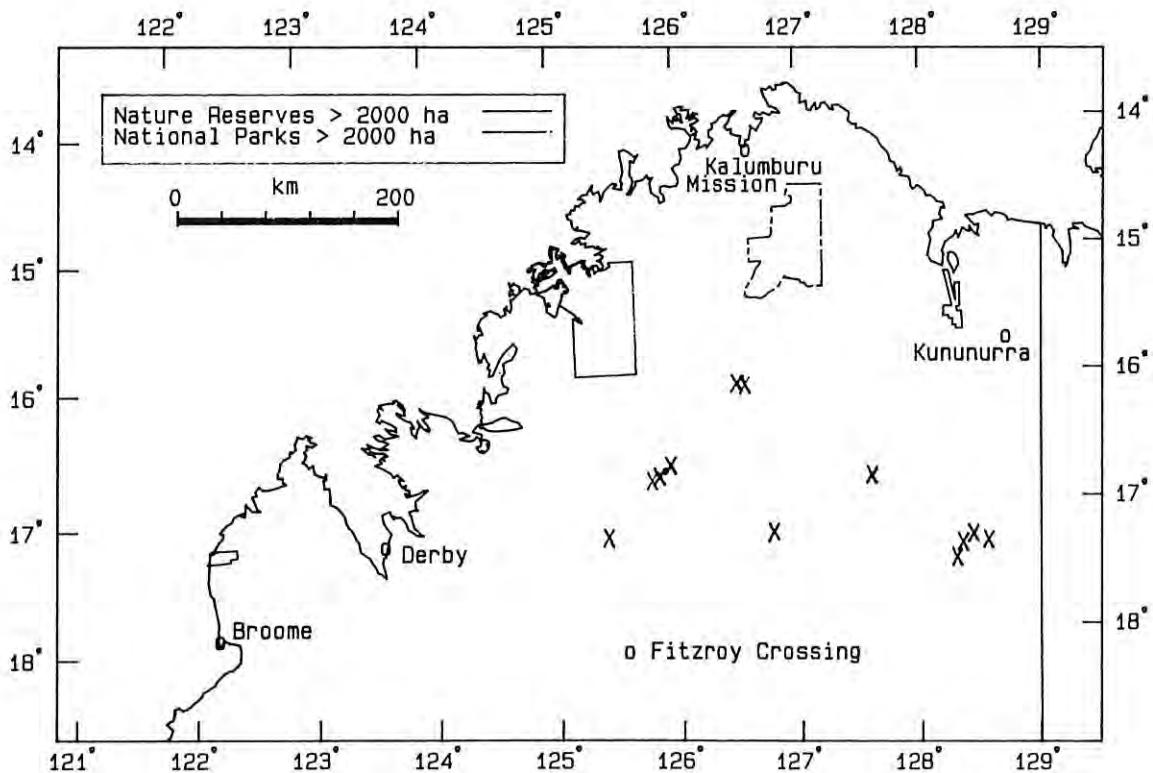 122° 123° 124° 125° 126° 127° 128° 129°
Nature Reserves > 2000 ha
National Parks > 2000 ha
14°
14°
km
0 200
Kalumburu
Mission
15°
15°
Kununurra
16°
16°
X X
X X X
X
17°
17°
X
X
X X X X
Derby
Broome
18°
18°
Fitzroy Crossing
121° 122° 123° 124° 125° 126° 127° 128° 129°